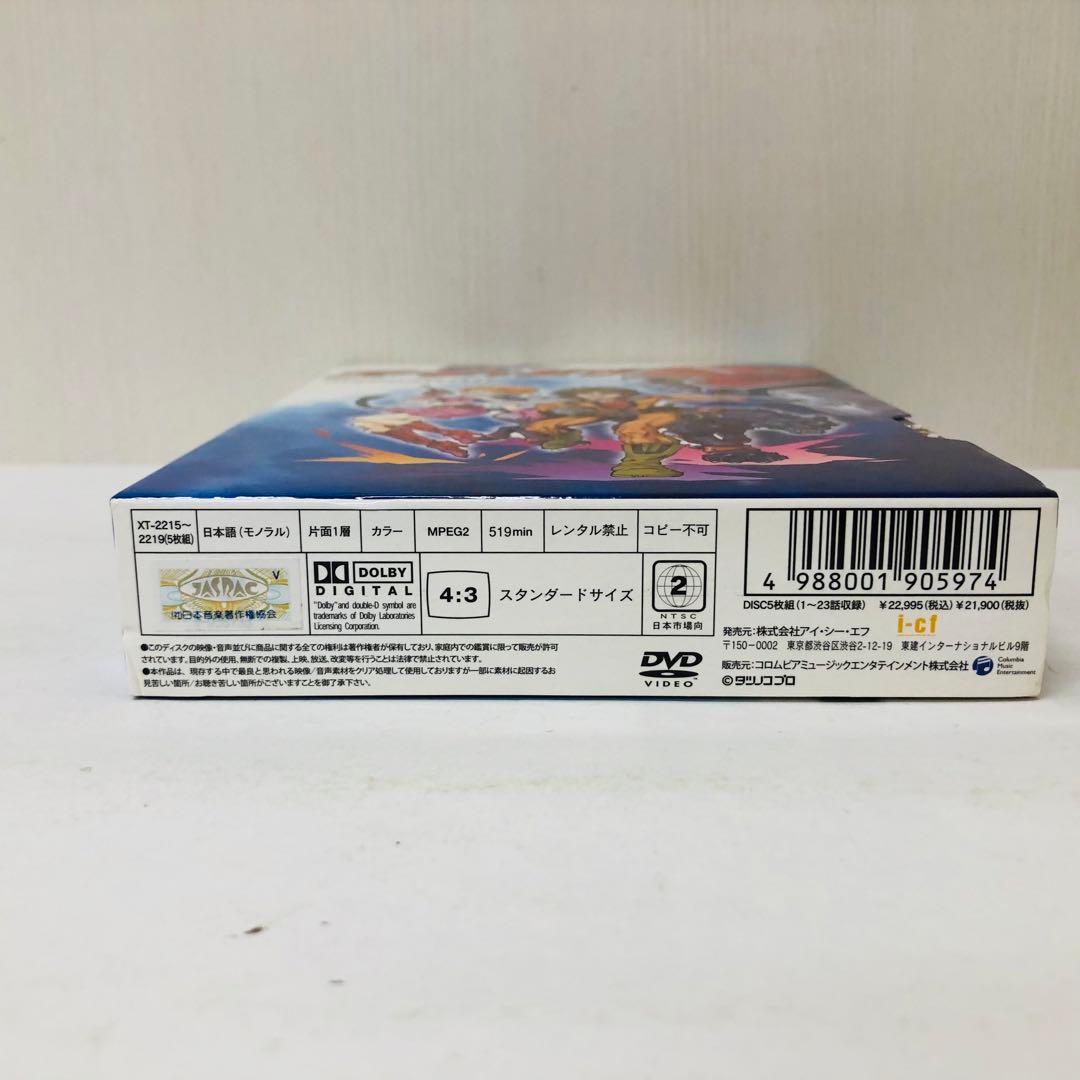 XT-2215〜
2219(5枚組)
日本語(モノラル)
片面1層
カラー
MPEG2
519min
レンタル禁止
コピー不可
V
JASRAC
日本音楽著作権協会
DOLBY
DIGITAL
"Dolby"and double-D symbol are
trademarks of Dolby Laboratories
Licensing Corporation.
4:3
スタンダードサイズ
2
NTSC
日本市場向
●このディスクの映像・音声並びに商品に関する全ての権利は著作権者が保有しており、家庭内での鑑賞に限って販売が許可
されています。目的外の使用、無断での複製、上映、放送、改変等を行うことは法律で禁止されています。
●本作品は、現存する中で最良と思われる映像/音声素材をクリア処理して使用しておりますが一部に素材に起因するお
見苦しい箇所/お聴き苦しい箇所がございますことを御了承下さい。
DVD
VIDEO
4 988001 905974
DISC5枚組(1〜23話収録) ¥22,995(税込)¥21,900(税抜)
発売元:株式会社アイ・シー・エフ i-cf
〒150-0002 東京都渋谷区渋谷2-12-19 東建インターナショナルビル9階
販売元:コロムビアミュージックエンタテインメント株式会社
Columbia
Music
Entertainment
©タツノコプロ